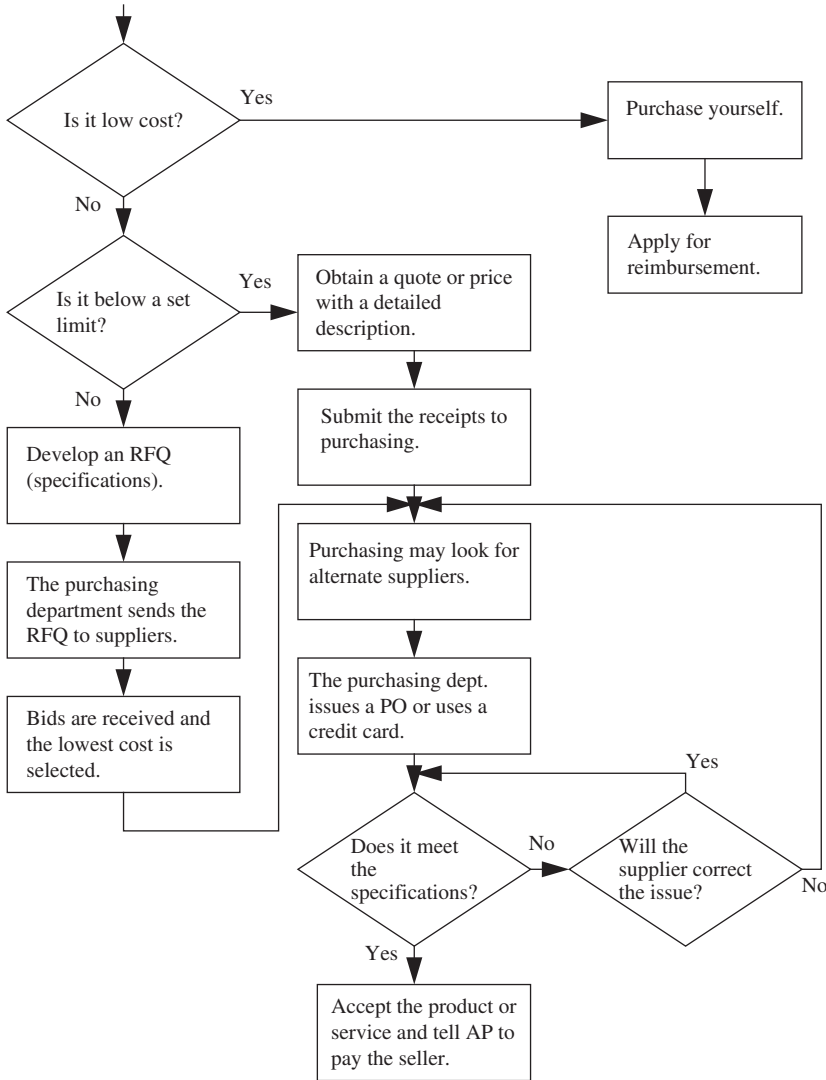 Is it low cost?
Yes
Purchase yourself.
Apply for
reimbursement.
No
Is it below a set
limit?
Yes
Obtain a quote or price
with a detailed
description.
Submit the receipts to
purchasing.
No
Develop an RFQ
(specifications).
The purchasing
department sends the
RFQ to suppliers.
Bids are received and
the lowest cost is
selected.
Purchasing may look for
alternate suppliers.
The purchasing dept.
issues a PO or uses a
credit card.
Does it meet
the
specifications?
No
Will the
supplier correct
the issue?
Yes
No
Yes
Accept the product or
service and tell AP to
pay the seller.